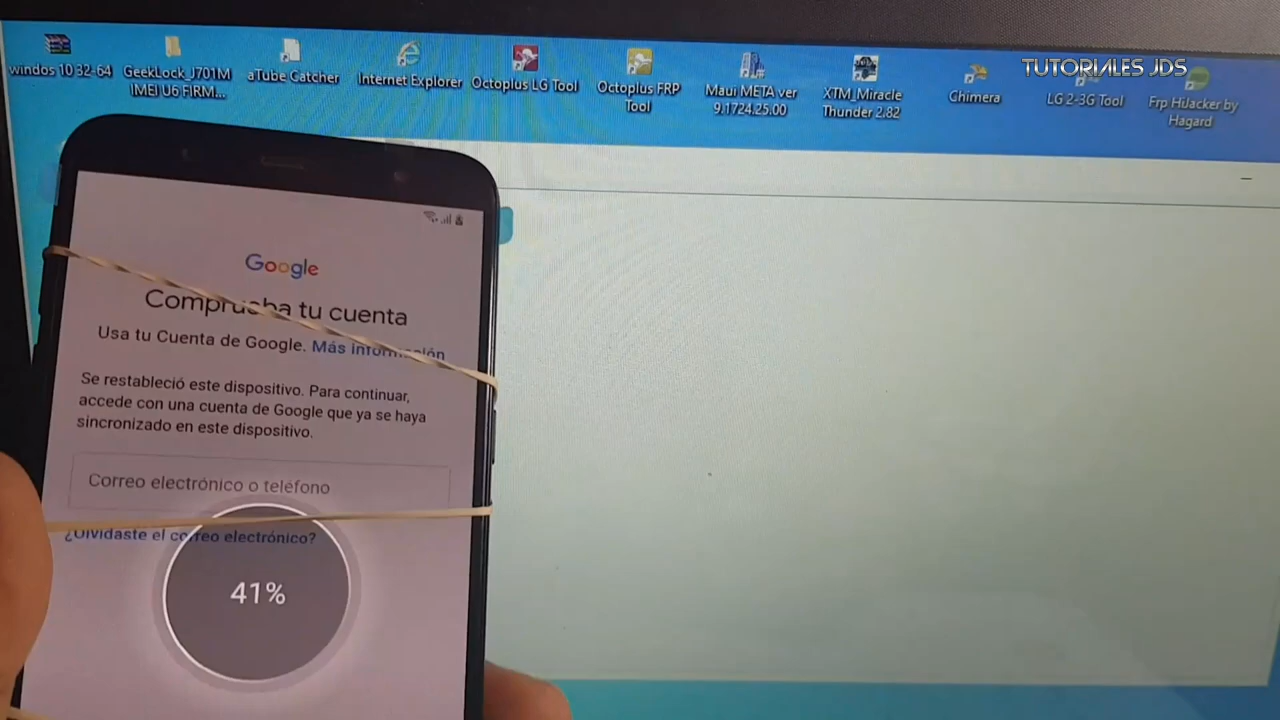 TUTORIALES JDS
windos 10 32-64
GeekLock_J701M
IMEI U6 FIRM...
aTube Catcher
Internet Explorer
Octoplus LG Tool
Octoplus FRP
Tool
Maui META ver
9.1724.25.00
XTM_Miracle
Thunder 2.82
Chimera
LG 2-3G Tool
Frp HiJacker by
Hagard
Google
Comprueba tu cuenta
Usa tu Cuenta de Google. Más información
Se restableció este dispositivo. Para continuar,
accede con una cuenta de Google que ya se haya
sincronizado en este dispositivo.
Correo electrónico o teléfono
¿Olvidaste el correo electrónico?
41%